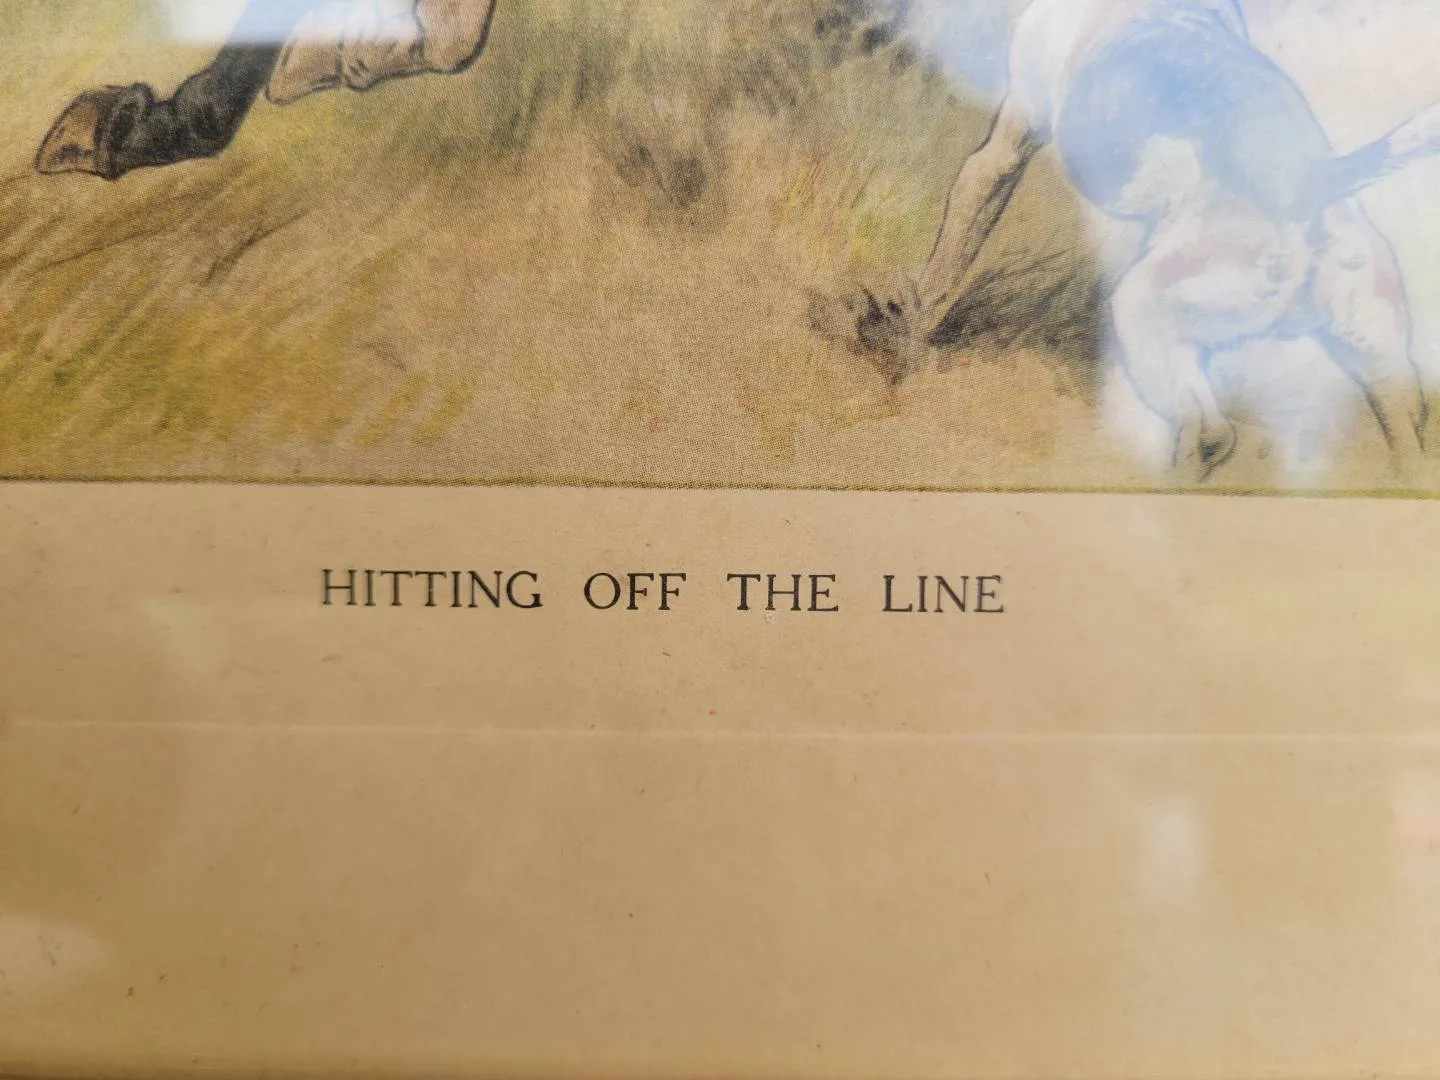 HITTING OFF THE LINE